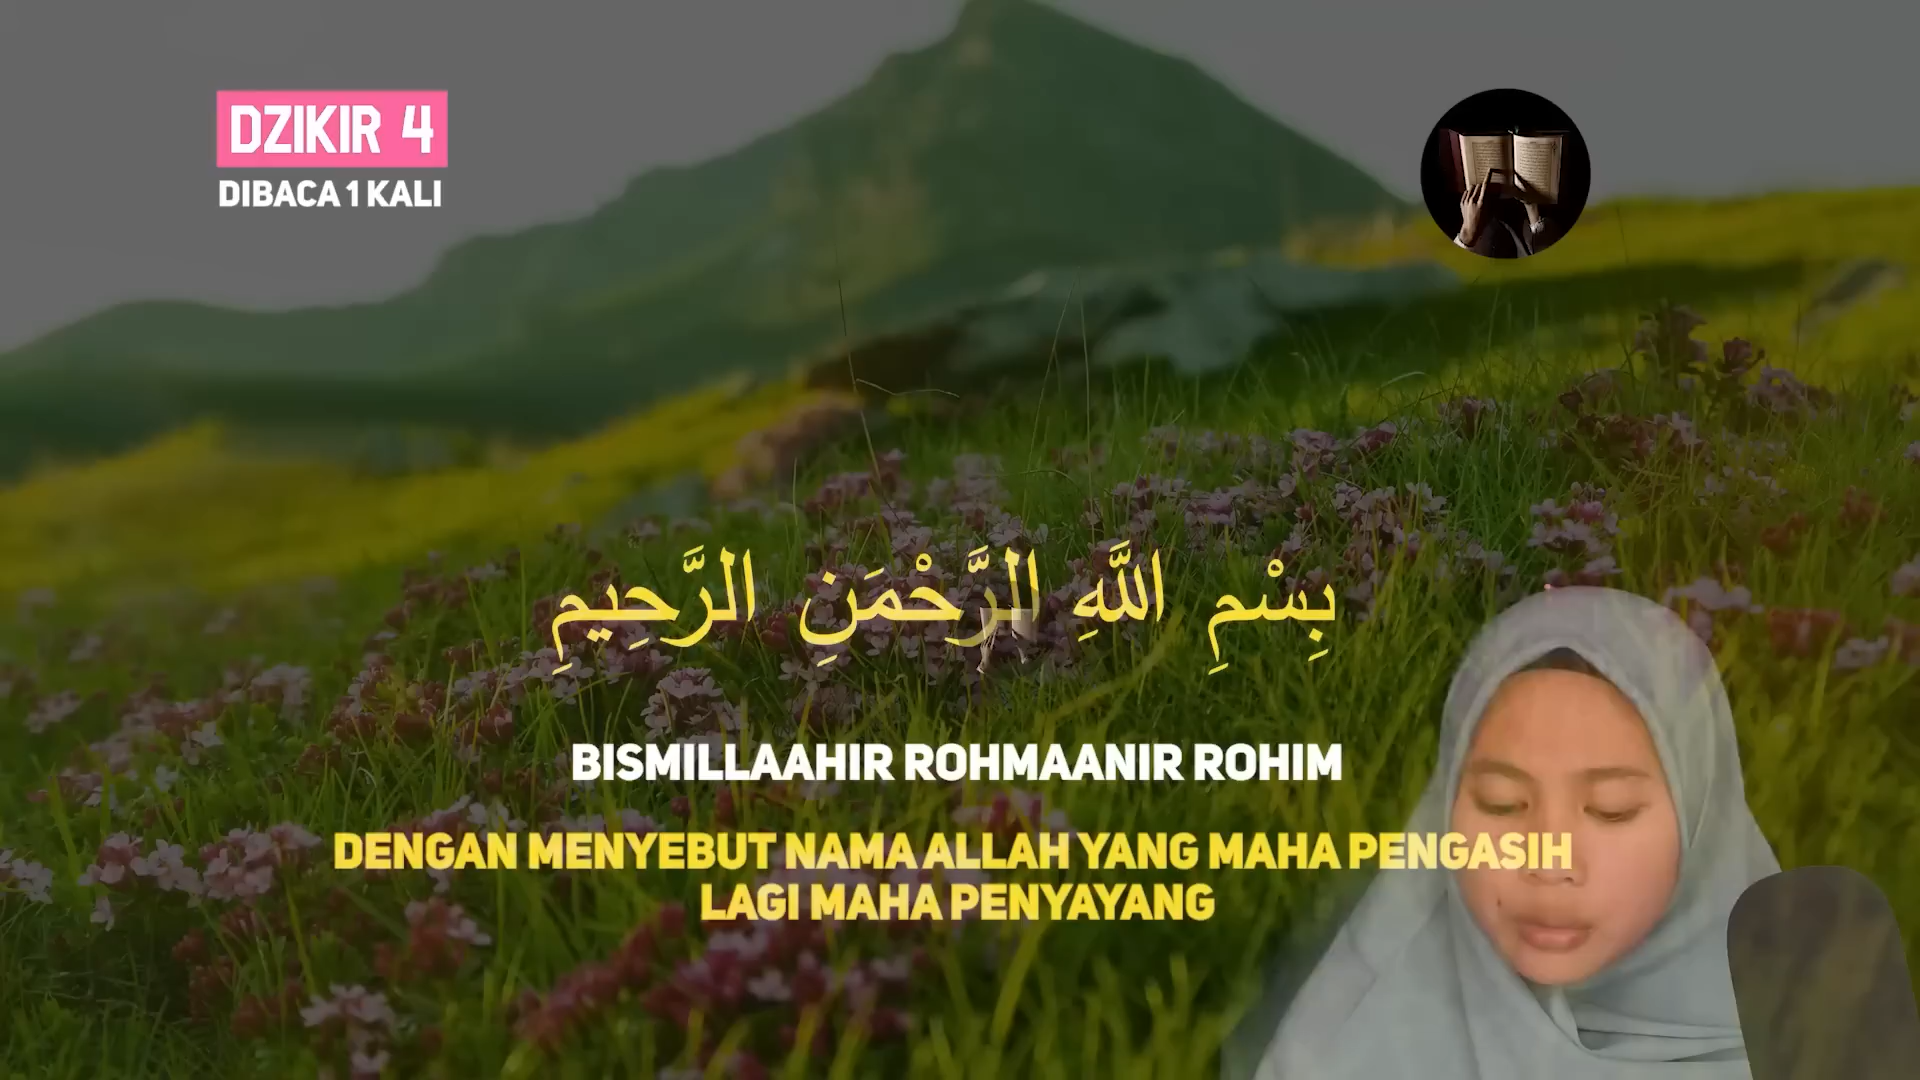 DZIKIR 4
DIBACA 1 KALI
بِسْمِ اللَّهِ الرَّحْمَنِ الرَّحِيمِ
BISMILLAAHIR ROHMAANIR ROHIM
DENGAN MENYEBUT NAMA ALLAH YANG MAHA PENGASIH
LAGI MAHA PENYAYANG